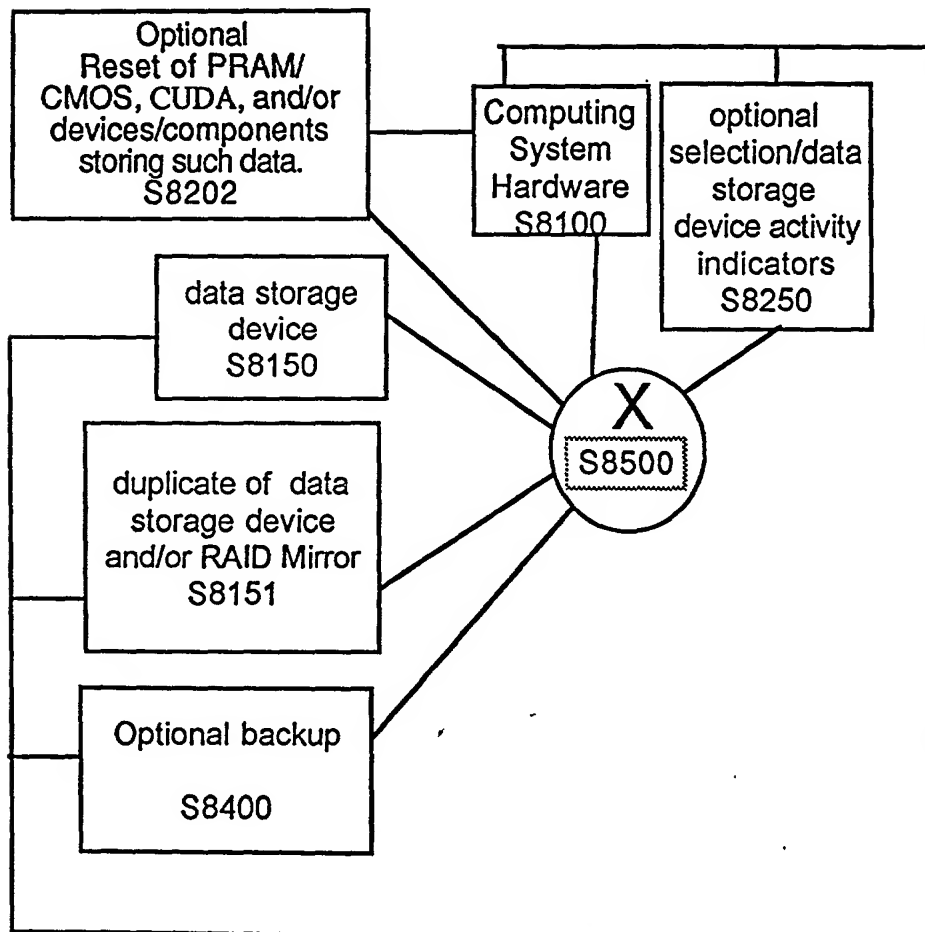 Optional
Reset of PRAM/
CMOS, CUDA, and/or
devices/components
storing such data.
S8202
Computing
System
Hardware
S8100
optional
selection/data
storage
device activity
indicators
S8250
data storage
device
S8150
X
S8500
duplicate of data
storage device
and/or RAID Mirror
S8151
Optional backup
S8400